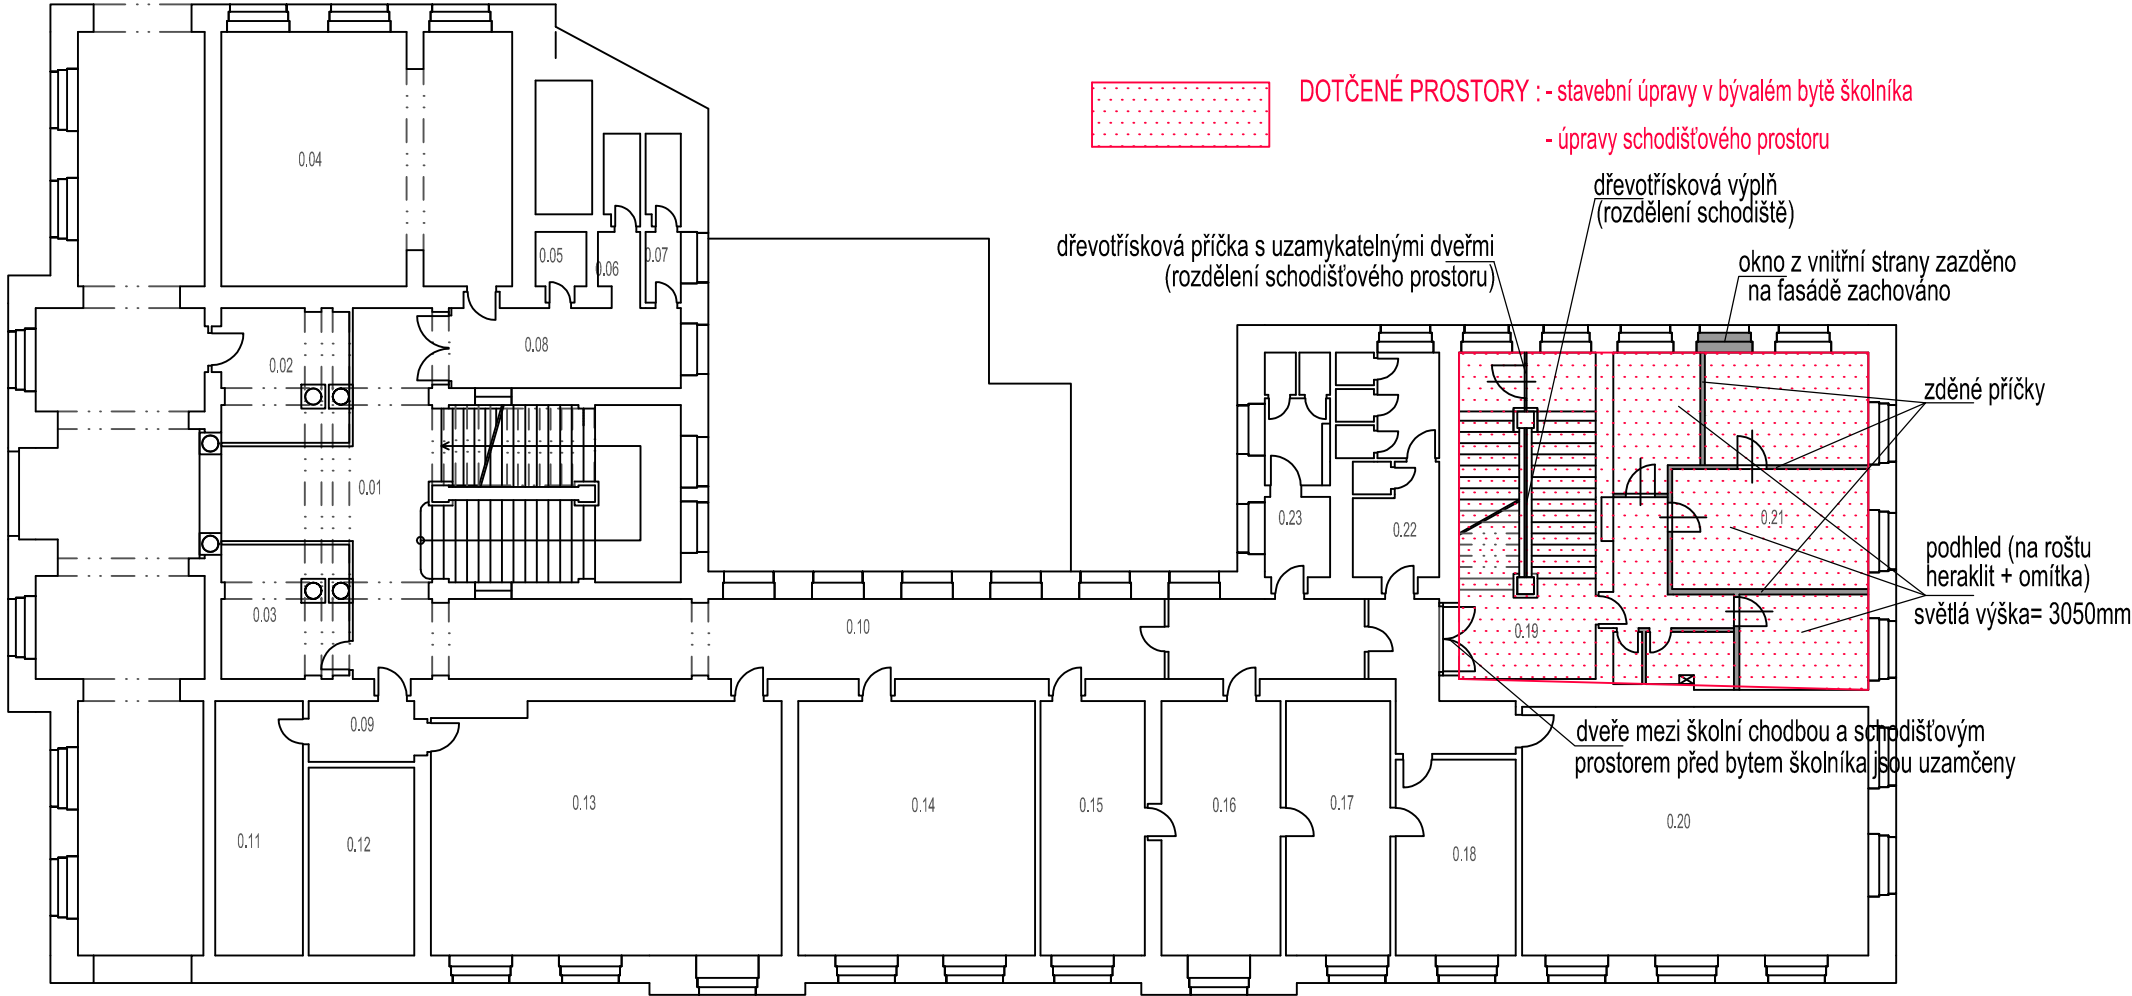 DOTČENÉ PROSTORY : - stavební úpravy v bývalém bytě školníka
- úpravy schodišťového prostoru
dřevotřísková výplň
(rozdělení schodiště)
dřevotřísková příčka s uzamykatelnými dveřmi
(rozdělení schodišťového prostoru)
okno z vnitřní strany zazděno
na fasádě zachováno
zděné příčky
podhled (na roštu
heraklit + omítka)
světlá výška= 3050mm
dveře mezi školní chodbou a schodišťovým
prostorem před bytem školníka jsou uzamčeny
0.04
0.05
0.06
0.07
0.08
0.02
0.01
0.03
0.10
0.09
0.11
0.12
0.13
0.14
0.15
0.16
0.17
0.18
0.19
0.20
0.21
0.22
0.23